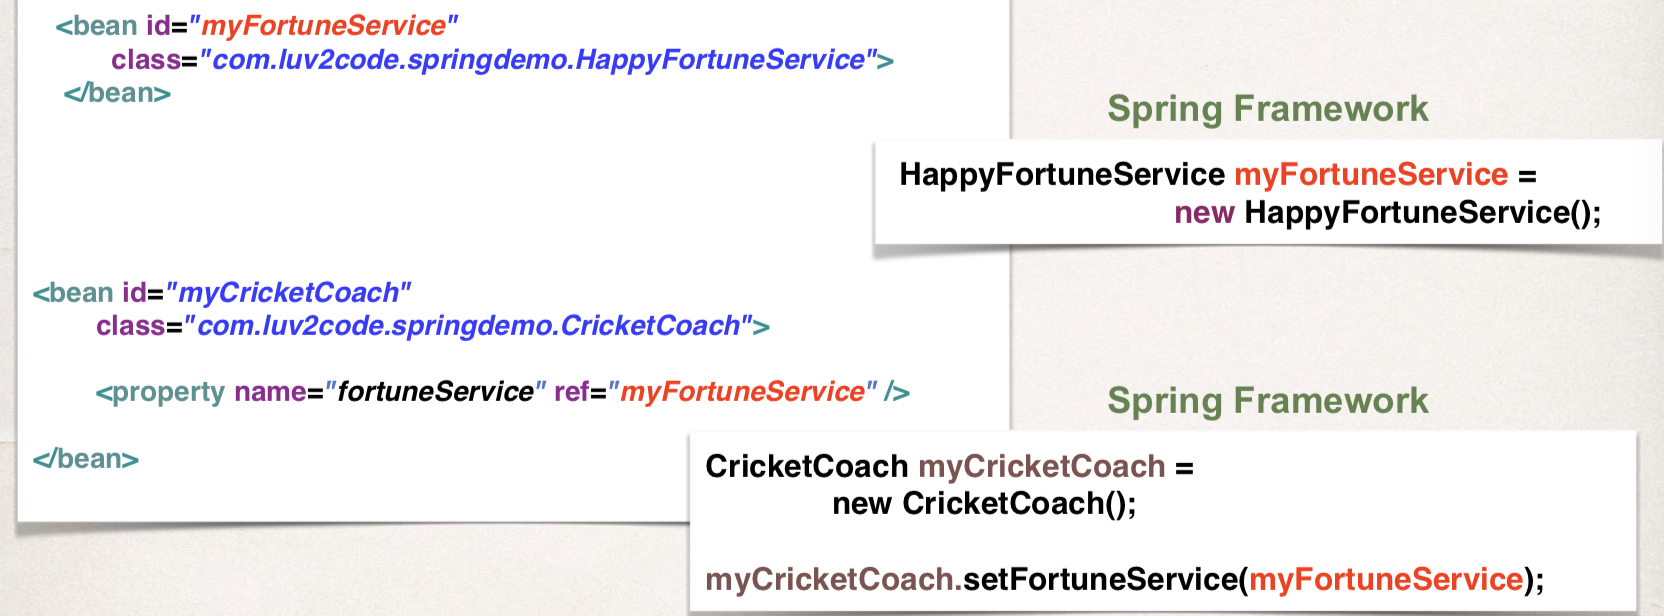 <bean id="myFortuneService"
class="com.luv2code.springdemo.HappyFortuneService">
</bean>
Spring Framework
HappyFortuneService myFortuneService =
new HappyFortuneService();
<bean id="myCricketCoach"
class="com.luv2code.springdemo.CricketCoach">
<property name="fortuneService" ref="myFortuneService" />
</bean>
Spring Framework
CricketCoach myCricketCoach =
new CricketCoach();
myCricketCoach.setFortuneService(myFortuneService);